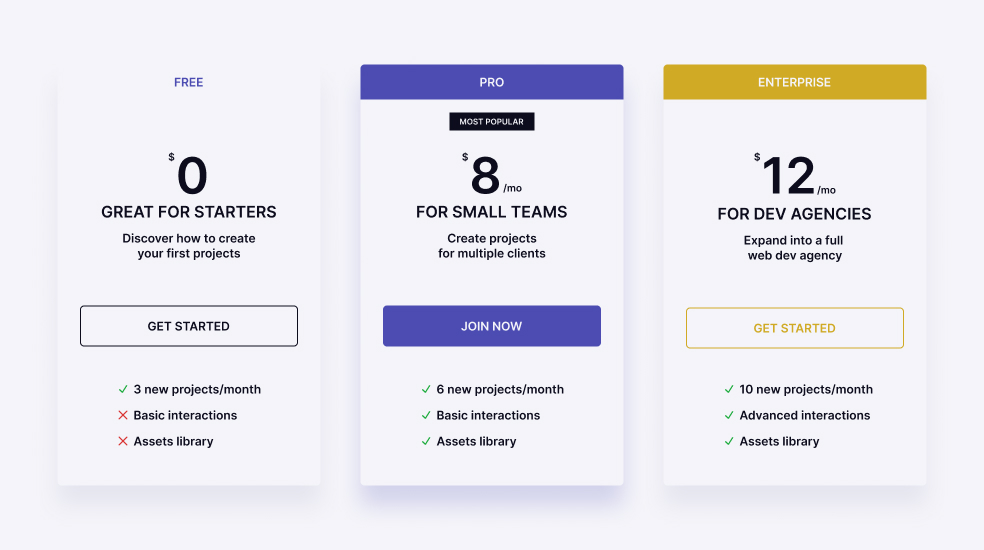 FREE
$0
GREAT FOR STARTERS
Discover how to create
your first projects
GET STARTED
3 new projects/month
Basic interactions
Assets library
PRO
MOST POPULAR
$8/mo
FOR SMALL TEAMS
Create projects
for multiple clients
JOIN NOW
6 new projects/month
Basic interactions
Assets library
ENTERPRISE
$12/mo
FOR DEV AGENCIES
Expand into a full
web dev agency
GET STARTED
10 new projects/month
Advanced interactions
Assets library